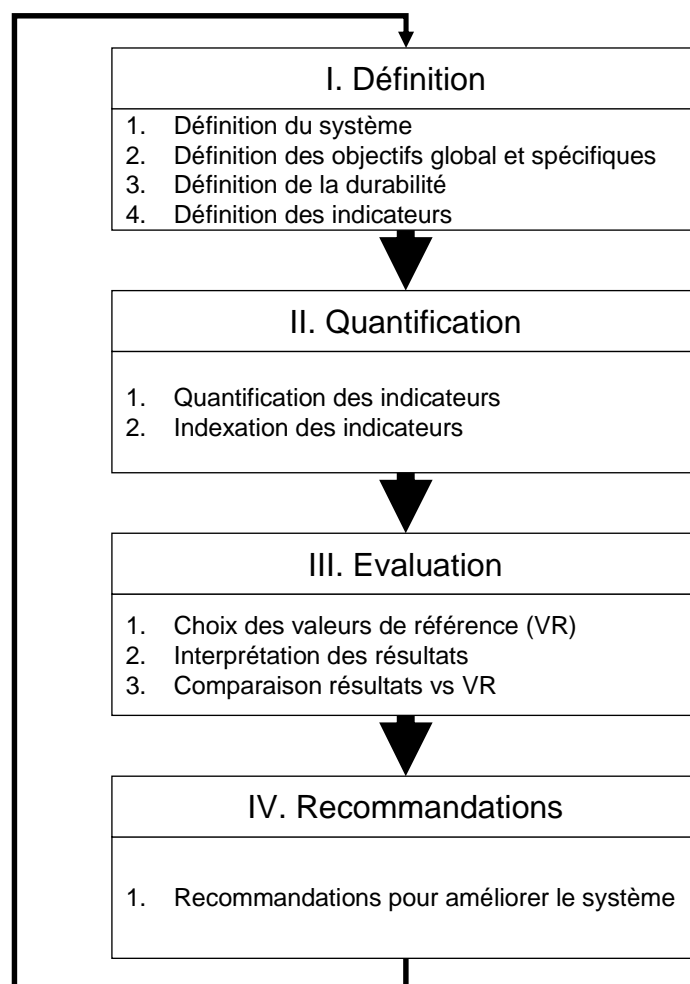 I. Définition
1. Définition du système
2. Définition des objectifs global et spécifiques
3. Définition de la durabilité
4. Définition des indicateurs
II. Quantification
1. Quantification des indicateurs
2. Indexation des indicateurs
III. Evaluation
1. Choix des valeurs de référence (VR)
2. Interprétation des résultats
3. Comparaison résultats vs VR
IV. Recommandations
1. Recommandations pour améliorer le système